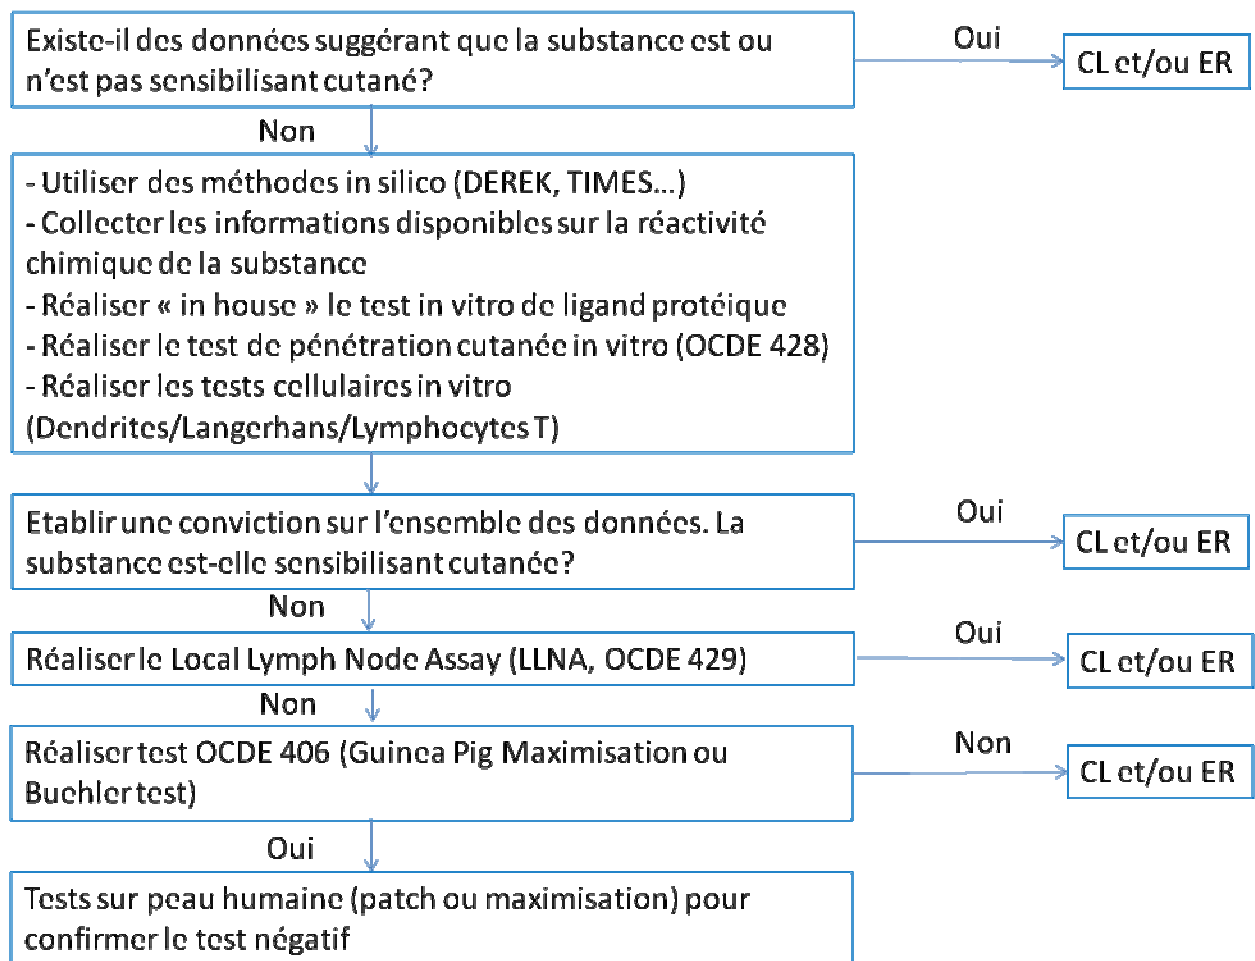 Existe-il des données suggérant que la substance est ou
n'est pas sensibilisant cutané?
Oui
CL et/ou ER
Non
- Utiliser des méthodes in silico (DEREK, TIMES...)
- Collecter les informations disponibles sur la réactivité
chimique de la substance
- Réaliser « in house » le test in vitro de ligand protéique
- Réaliser le test de pénétration cutanée in vitro (OCDE 428)
- Réaliser les tests cellulaires in vitro
(Dendrites/Langerhans/Lymphocytes T)
Etablir une conviction sur l'ensemble des données. La
substance est-elle sensibilisant cutanée?
Oui
CL et/ou ER
Non
Réaliser le Local Lymph Node Assay (LLNA, OCDE 429)
Oui
CL et/ou ER
Non
Réaliser test OCDE 406 (Guinea Pig Maximisation ou
Buehler test)
Non
CL et/ou ER
Oui
Tests sur peau humaine (patch ou maximisation) pour
confirmer le test négatif